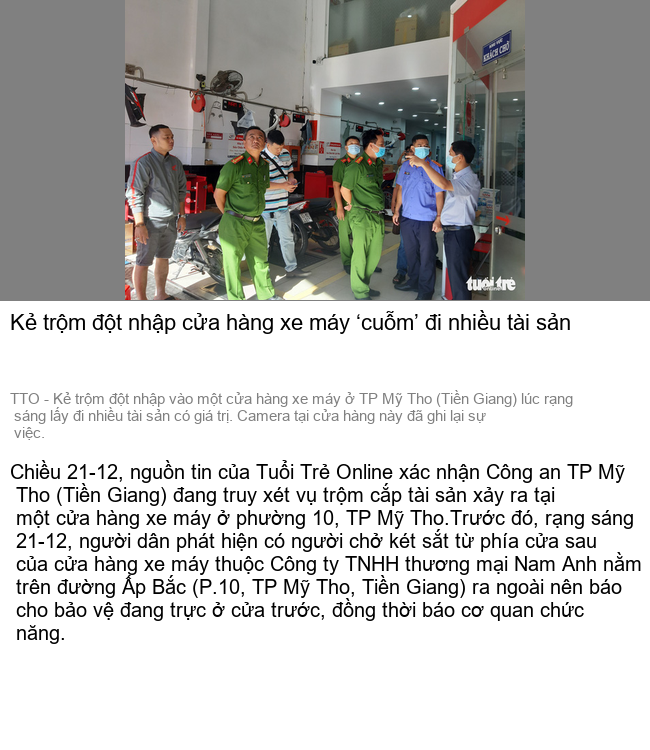 KHÁCH CHỜ
tuổi trẻ
Kẻ trộm đột nhập cửa hàng xe máy ‘cuỗm’ đi nhiều tài sản
TTO - Kẻ trộm đột nhập vào một cửa hàng xe máy ở TP Mỹ Tho (Tiền Giang) lúc rạng
sáng lấy đi nhiều tài sản có giá trị. Camera tại cửa hàng này đã ghi lại sự
việc.
Chiều 21-12, nguồn tin của Tuổi Trẻ Online xác nhận Công an TP Mỹ
Tho (Tiền Giang) đang truy xét vụ trộm cắp tài sản xảy ra tại
một cửa hàng xe máy ở phường 10, TP Mỹ Tho.Trước đó, rạng sáng
21-12, người dân phát hiện có người chở két sắt từ phía cửa sau
của cửa hàng xe máy thuộc Công ty TNHH thương mại Nam Anh nằm
trên đường Ấp Bắc (P.10, TP Mỹ Tho, Tiền Giang) ra ngoài nên báo
cho bảo vệ đang trực ở cửa trước, đồng thời báo cơ quan chức
năng.